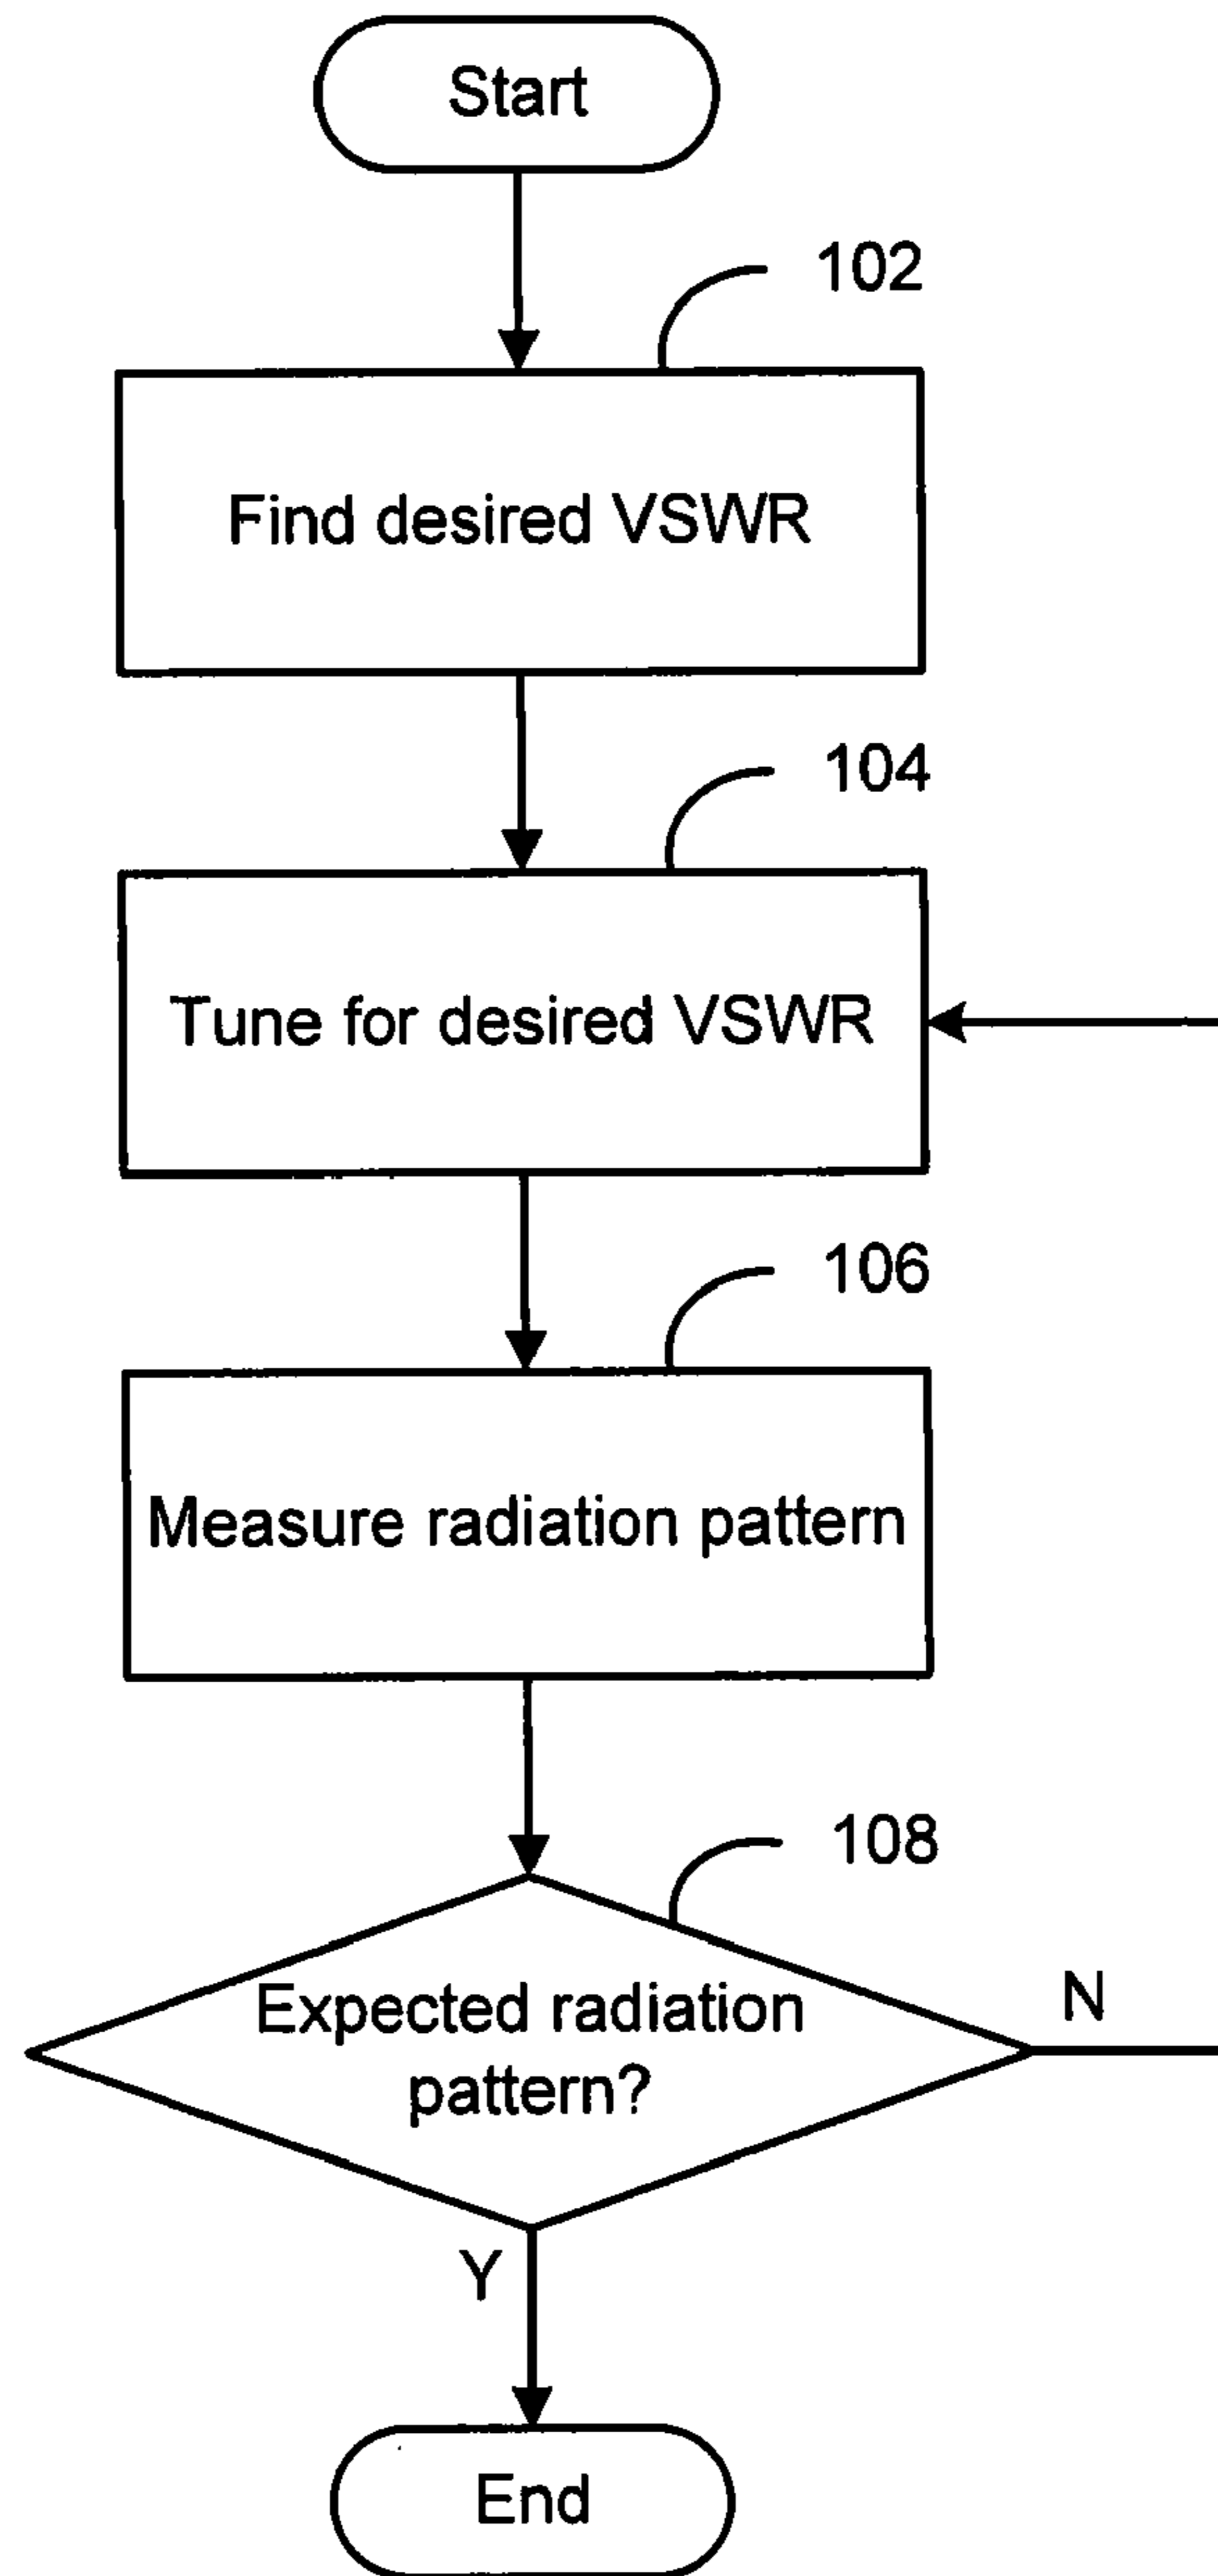 Start
102
Find desired VSWR
104
Tune for desired VSWR
106
Measure radiation pattern
108
Expected radiation
pattern?
N
Y
End